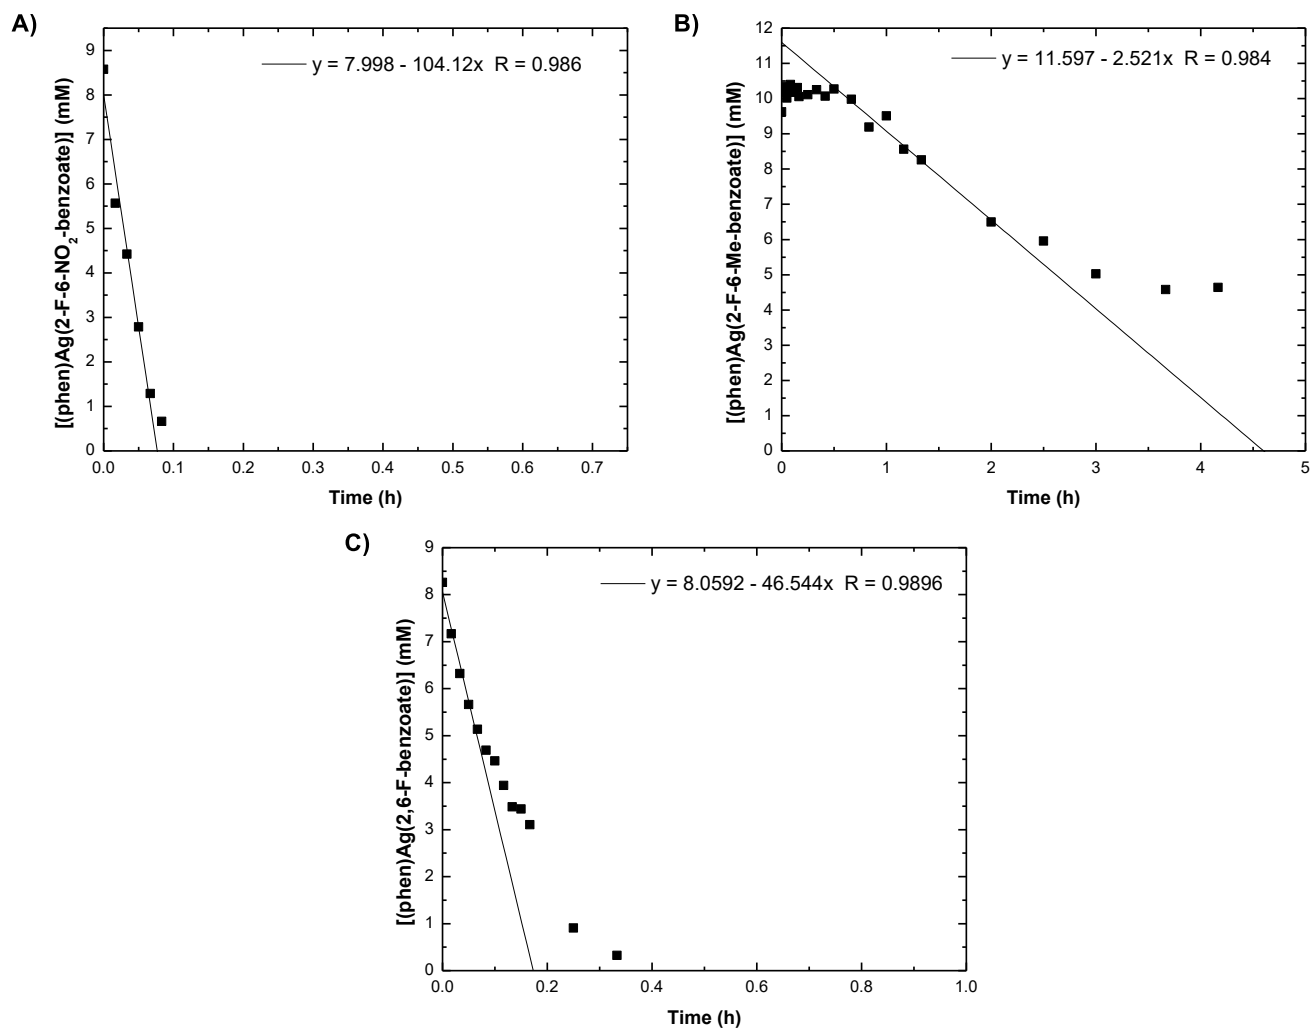 A)
[(phen)Ag(2-F-6-NO2-benzoate)] (mM)
9
8
7
6
5
4
3
2
1
0
y = 7.998 - 104.12x R = 0.986
0.0 0.1 0.2 0.3 0.4 0.5 0.6 0.7
Time (h)
B)
[(phen)Ag(2-F-6-Me-benzoate)] (mM)
12
11
10
9
8
7
6
5
4
3
2
1
0
y = 11.597 - 2.521x R = 0.984
0 1 2 3 4 5
Time (h)
C)
[(phen)Ag(2,6-F-benzoate)] (mM)
9
8
7
6
5
4
3
2
1
0
y = 8.0592 - 46.544x R = 0.9896
0.0 0.2 0.4 0.6 0.8 1.0
Time (h)